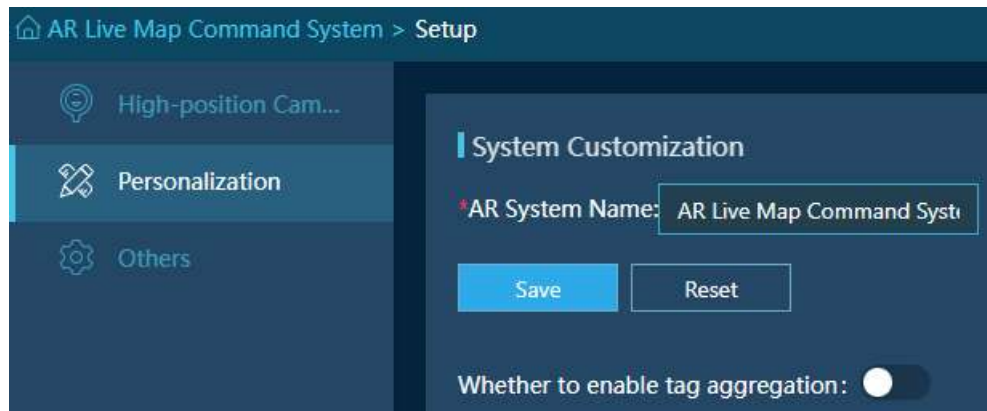 AR Live Map Command System > Setup
High-position Cam...
Personalization
Others
System Customization
*AR System Name: AR Live Map Command Syste
Save Reset
Whether to enable tag aggregation: